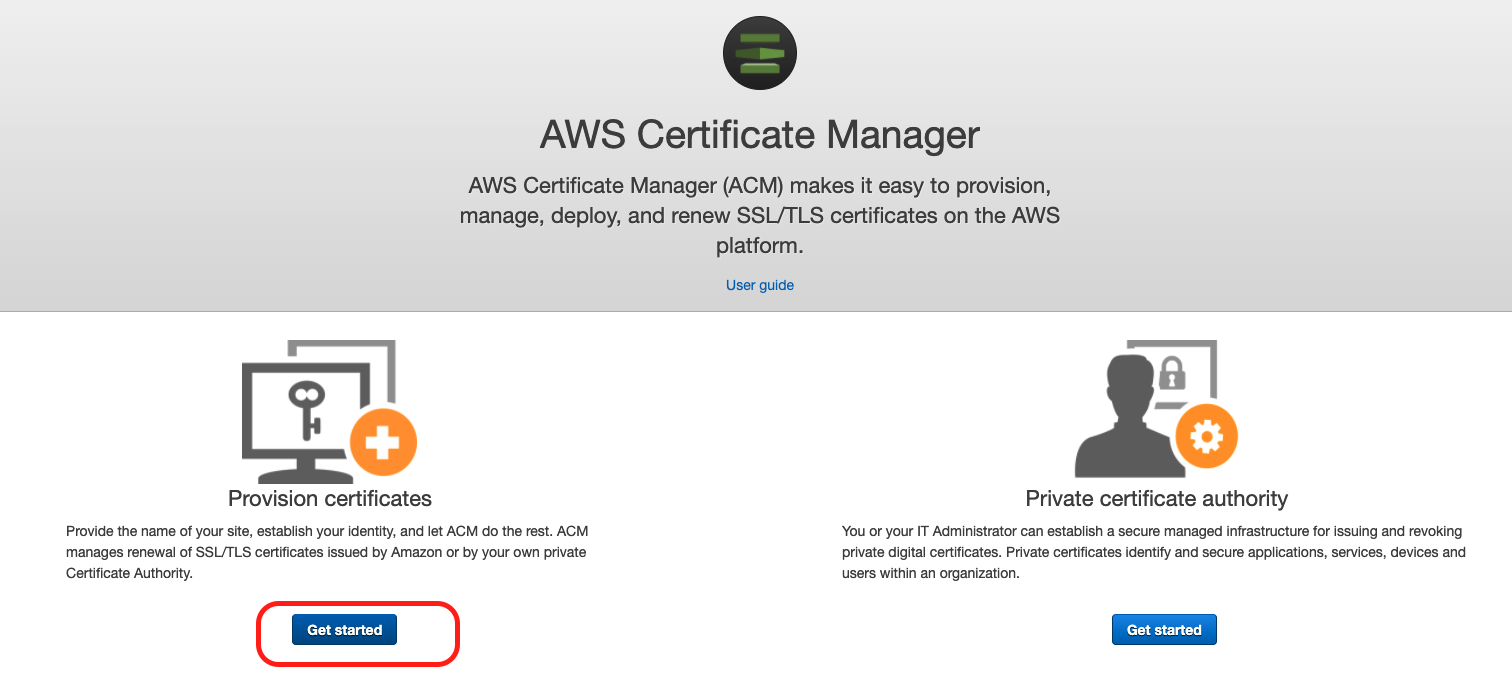 AWS Certificate Manager
AWS Certificate Manager (ACM) makes it easy to provision,
manage, deploy, and renew SSL/TLS certificates on the AWS
platform.
User guide
Provision certificates
Provide the name of your site, establish your identity, and let ACM do the rest. ACM
manages renewal of SSL/TLS certificates issued by Amazon or by your own private
Certificate Authority.
Get started
Private certificate authority
You or your IT Administrator can establish a secure managed infrastructure for issuing and revoking
private digital certificates. Private certificates identify and secure applications, services, devices and
users within an organization.
Get started